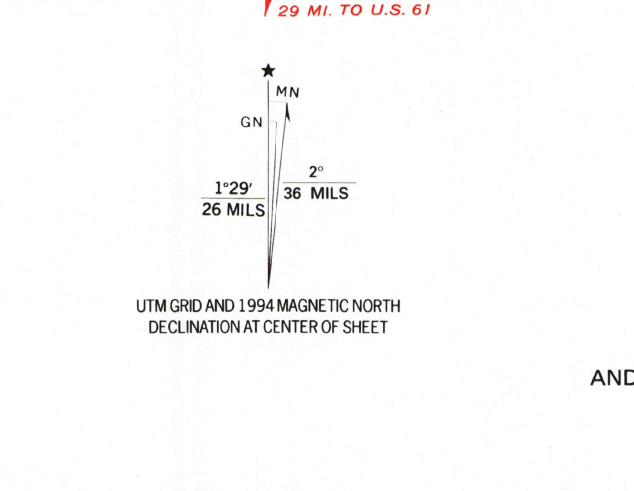 29 MI. TO U.S. 61
MN
GN
2°
1°29′
36 MILS
26 MILS
UTM GRID AND 1994 MAGNETIC NORTH
DECLINATION AT CENTER OF SHEET
AND